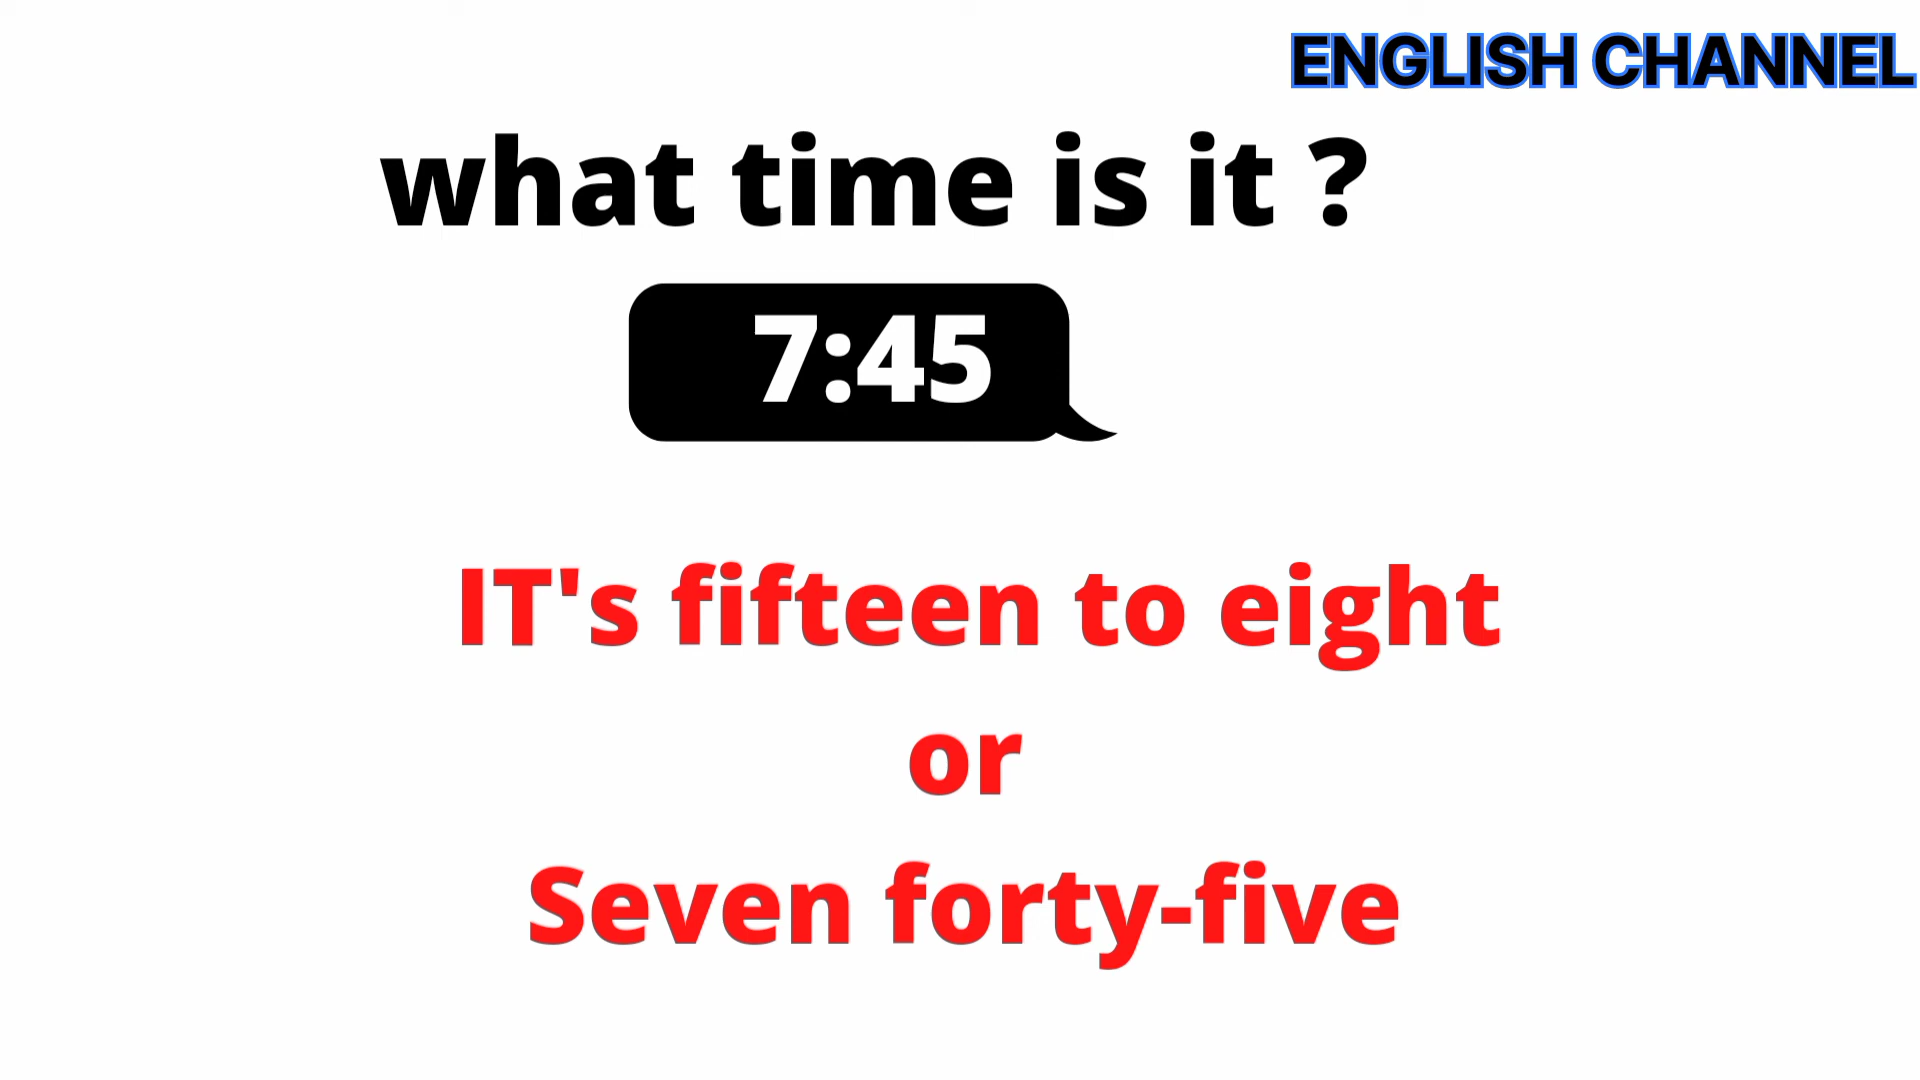 ENGLISH CHANNEL
what time is it ?
7:45
IT's fifteen to eight
or
Seven forty-five